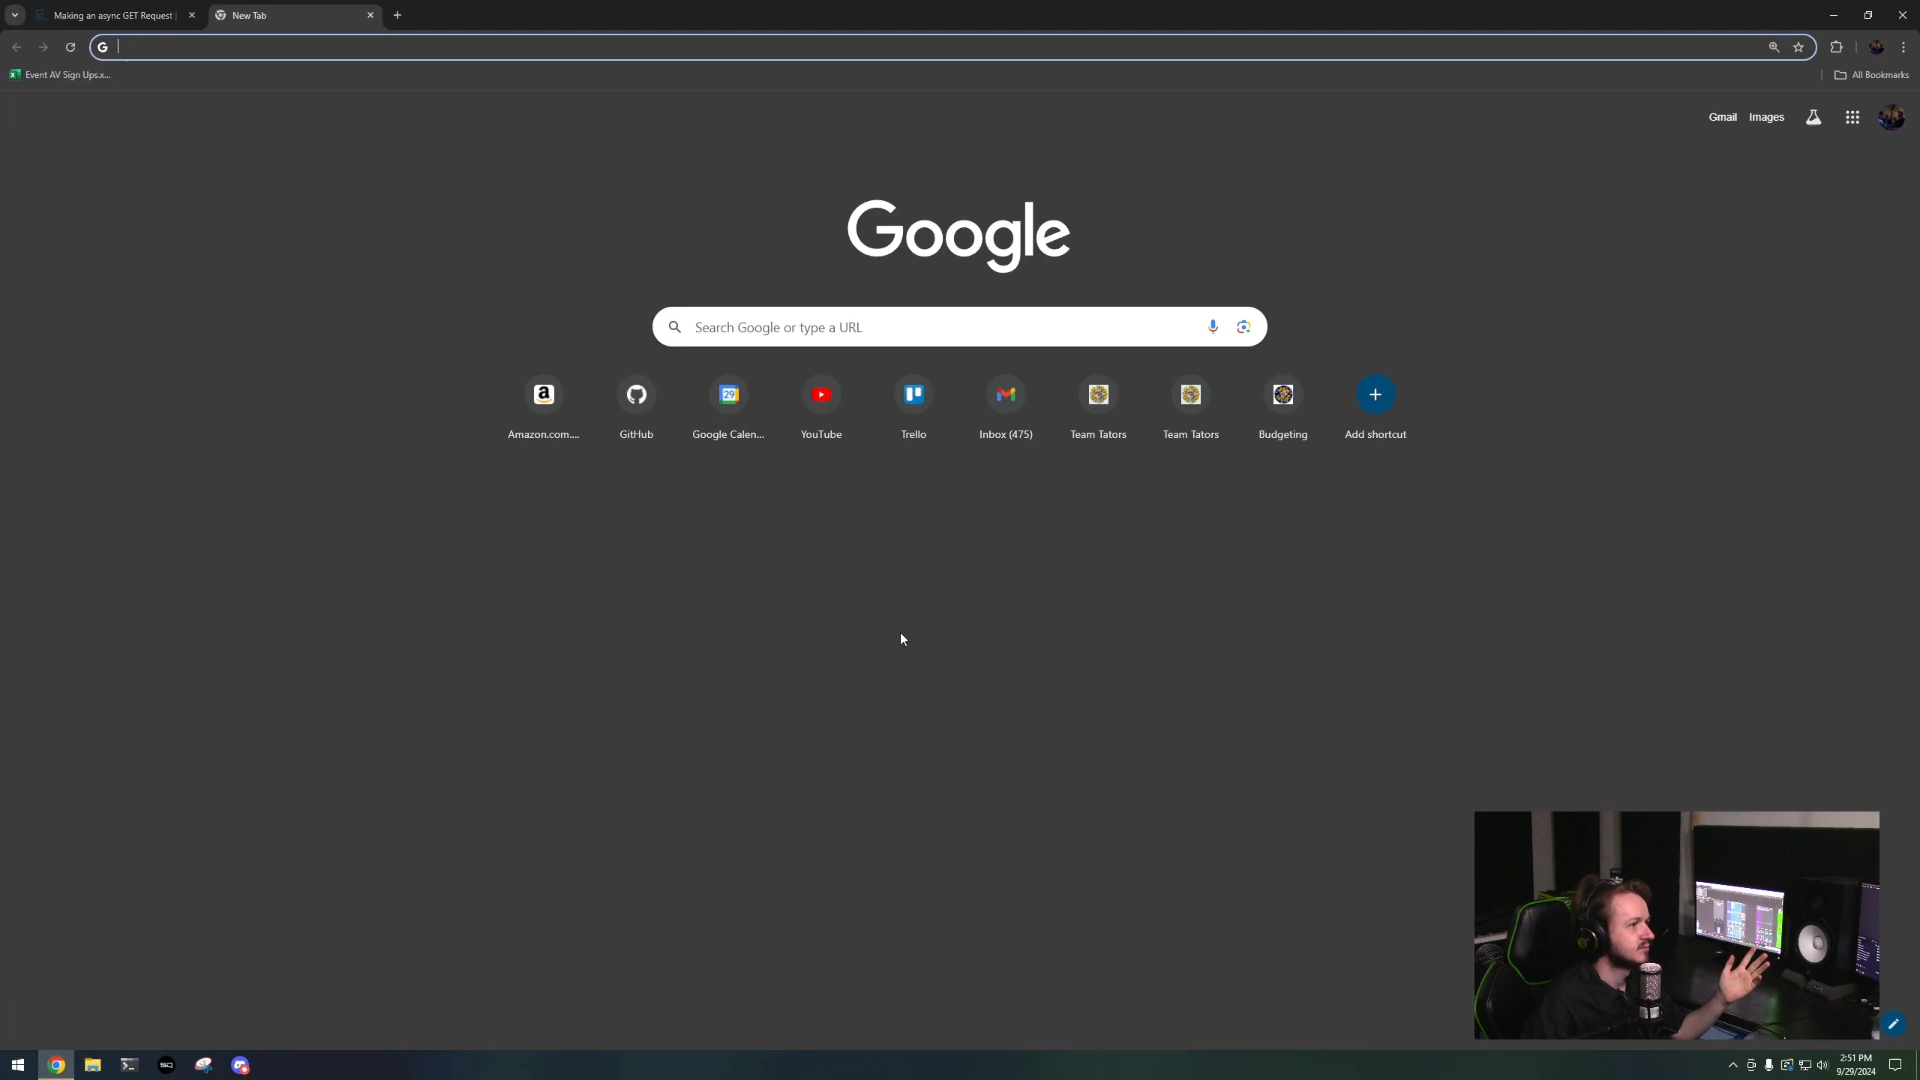 Making an async GET Request
New Tab
Event AV Sign Ups.x...
All Bookmarks
Gmail
Images
Google
Search Google or type a URL
Amazon.com....
GitHub
Google Calen...
YouTube
Trello
Inbox (475)
Team Tators
Team Tators
Budgeting
Add shortcut
2:51 PM
9/29/2024